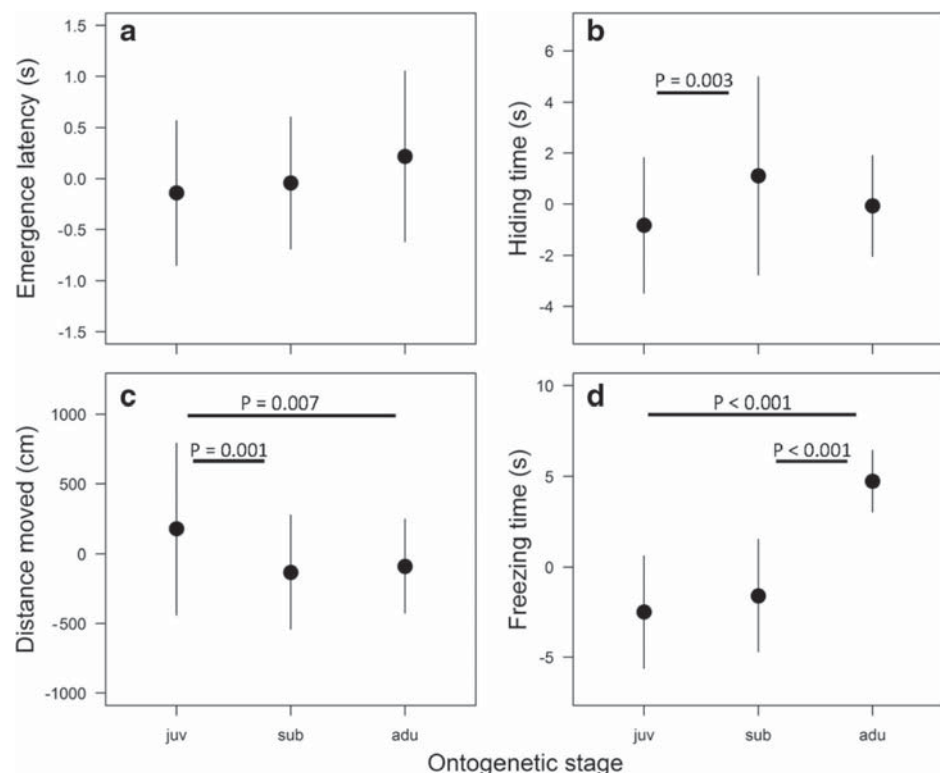 a
Emergence latency (s)
1.5
1.0
0.5
0.0
-0.5
-1.0
-1.5
b
Hiding time (s)
6
4
2
0
-2
-4
P = 0.003
c
Distance moved (cm)
1000
500
0
-500
-1000
P = 0.007
P = 0.001
juv sub adu
d
Freezing time (s)
10
5
0
-5
P < 0.001
P < 0.001
juv sub adu
Ontogenetic stage